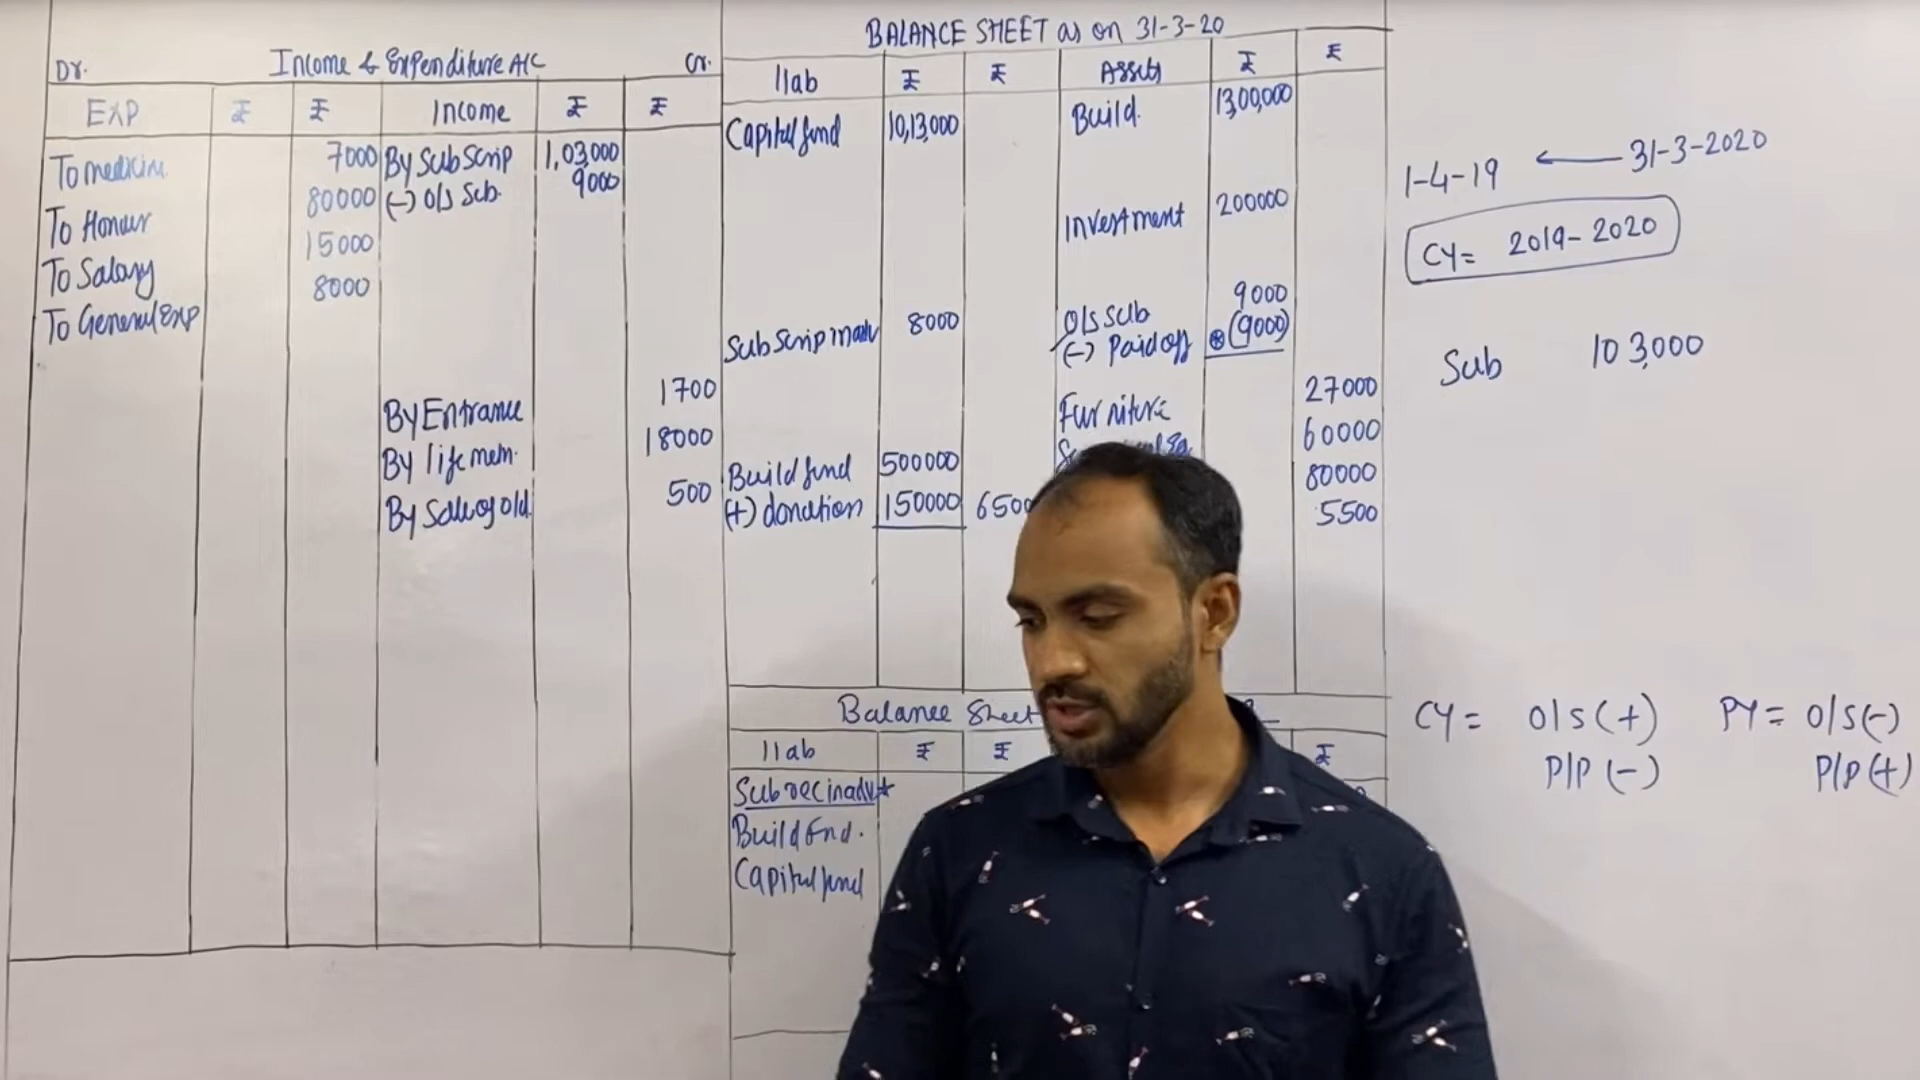 Dr. Income & Expenditure A/C Cr.
EXP ₹ ₹ Income ₹ ₹
To medicine 7000 By Subscrip 1,03,000
To Honour 80000 (-) O/s Sub. 9000
To Salary 15000
To General Exp 8000
By Entrance 1700
By life mem. 18000
By Sale of old 500
BALANCE SHEET as on 31-3-20
liab ₹ ₹ Assets ₹ ₹
Capital fund 10,13,000 Build. 13,00,000
Investment 200000
Subscrip in adv 8000 O/s Sub 9000
(-) Paid off (9000)
Furniture 27000
60000
Build fund 500000 80000
(+) donation 150000 6500 5500
Balance Sheet
liab ₹ ₹ ₹
Sub rec in adv*
Build Fnd.
Capital fund
1-4-19 ← 31-3-2020
CY = 2019-2020
Sub 103,000
CY = O/S (+) PY = O/S (-)
P/P (-) P/P (+)